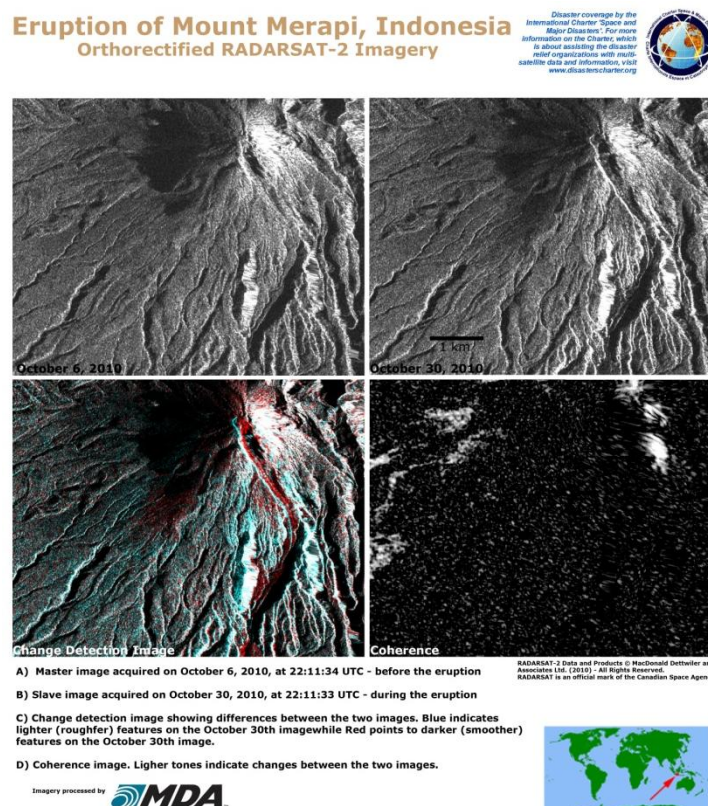 Eruption of Mount Merapi, Indonesia
Orthorectified RADARSAT-2 Imagery
Disaster coverage by the
International Charter 'Space and
Major Disasters'. For more
information on the Charter, which
is about assisting the disaster
relief organizations with multi-
satellite data and information, visit
www.disasterscharter.org
October 6, 2010
1 km
October 30, 2010
Change Detection Image
Coherence
A) Master image acquired on October 6, 2010, at 22:11:34 UTC - before the eruption
B) Slave image acquired on October 30, 2010, at 22:11:33 UTC - during the eruption
C) Change detection image showing differences between the two images. Blue indicates
lighter (roughfer) features on the October 30th imagewhile Red points to darker (smoother)
features on the October 30th image.
D) Coherence image. Ligher tones indicate changes between the two images.
RADARSAT-2 Data and Products © MacDonald Dettwiler an
Associates Ltd. (2010) - All Rights Reserved.
RADARSAT is an official mark of the Canadian Space Agen
Imagery processed by
MDA